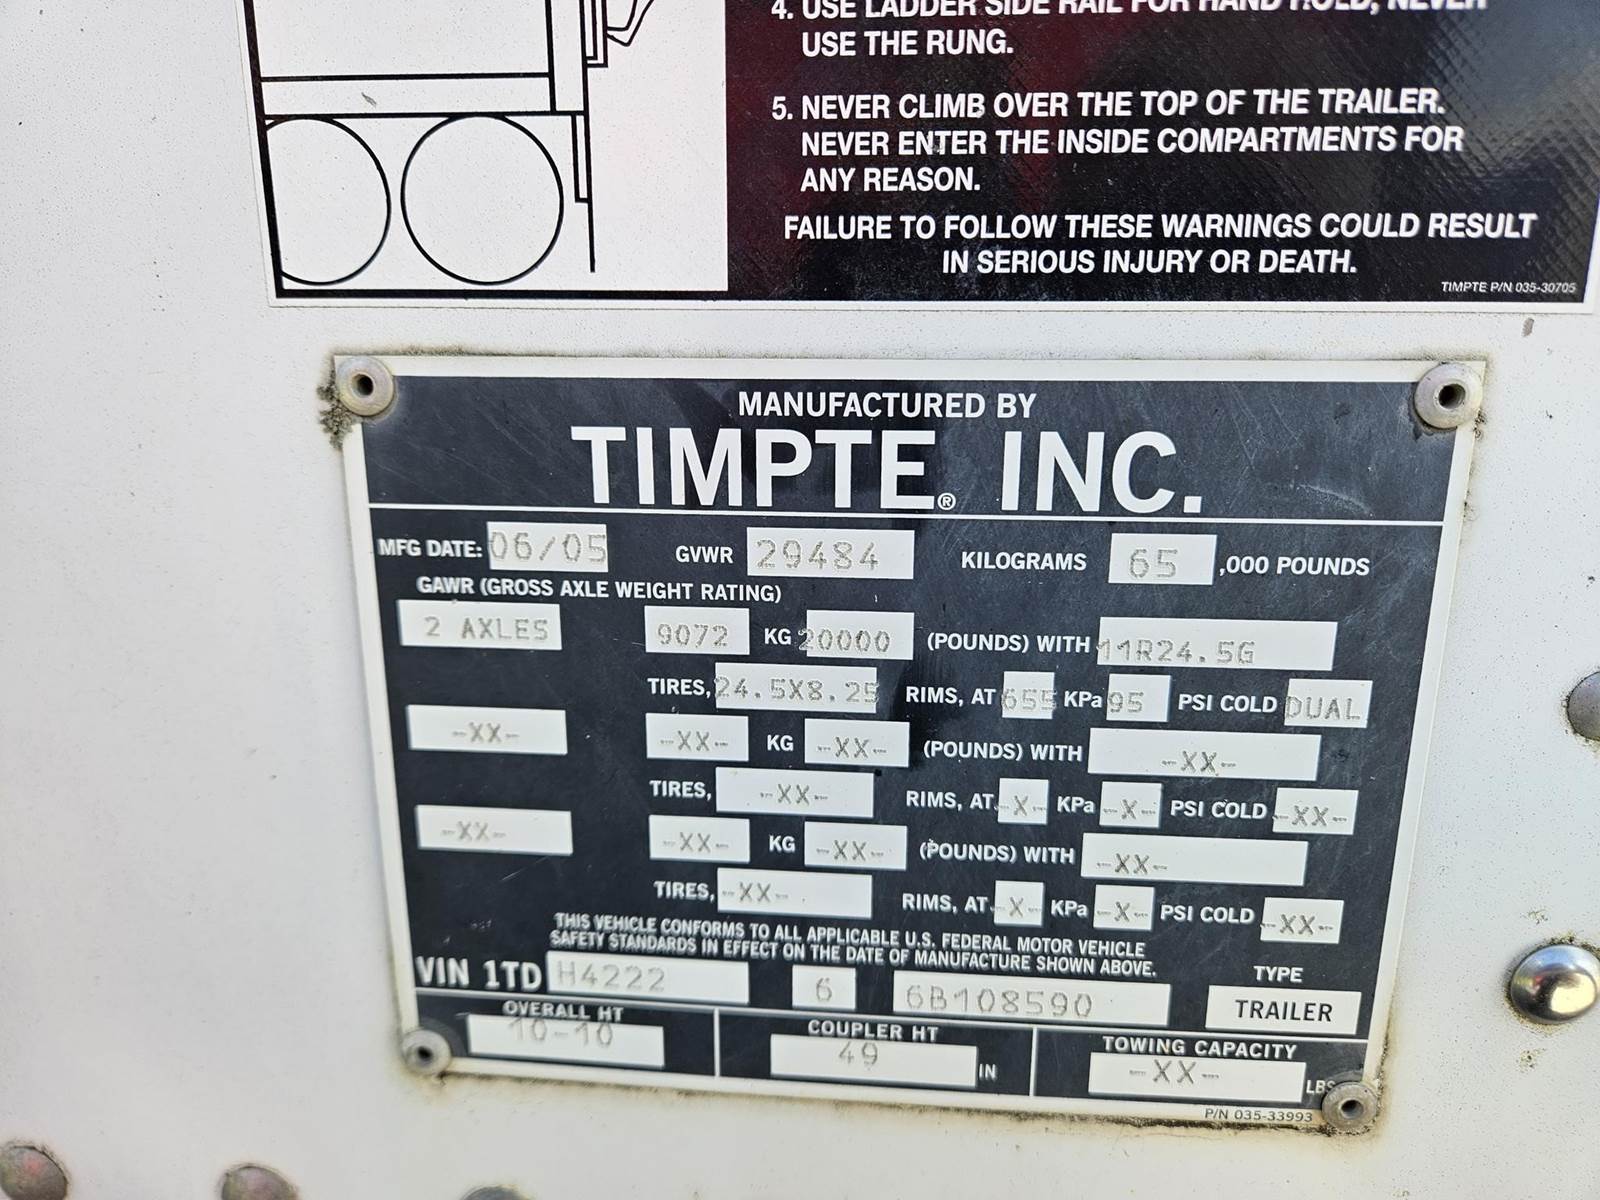 4. USE LADDER SIDE RAIL FOR HAND HOLD, NEVER
USE THE RUNG.
5. NEVER CLIMB OVER THE TOP OF THE TRAILER.
NEVER ENTER THE INSIDE COMPARTMENTS FOR
ANY REASON.
FAILURE TO FOLLOW THESE WARNINGS COULD RESULT
IN SERIOUS INJURY OR DEATH.
TIMPTE P/N 035-30705
MANUFACTURED BY
TIMPTE® INC.
MFG DATE: 06/05 GVWR 29484 KILOGRAMS 65 ,000 POUNDS
GAWR (GROSS AXLE WEIGHT RATING)
2 AXLES 9072 KG 20000 (POUNDS) WITH 11R24.5G
TIRES, 24.5X8.25 RIMS, AT 655 KPa 95 PSI COLD DUAL
-XX- -XX- KG -XX- (POUNDS) WITH -XX-
TIRES, -XX- RIMS, AT -X- KPa -X- PSI COLD -XX-
-XX- -XX- KG -XX- (POUNDS) WITH -XX-
TIRES, -XX- RIMS, AT -X- KPa -X- PSI COLD -XX-
THIS VEHICLE CONFORMS TO ALL APPLICABLE U.S. FEDERAL MOTOR VEHICLE
SAFETY STANDARDS IN EFFECT ON THE DATE OF MANUFACTURE SHOWN ABOVE.
TYPE
VIN 1TD H4222 6 6B108590 TRAILER
OVERALL HT COUPLER HT TOWING CAPACITY
10-10 49 IN -XX- LBS
P/N 035-33993